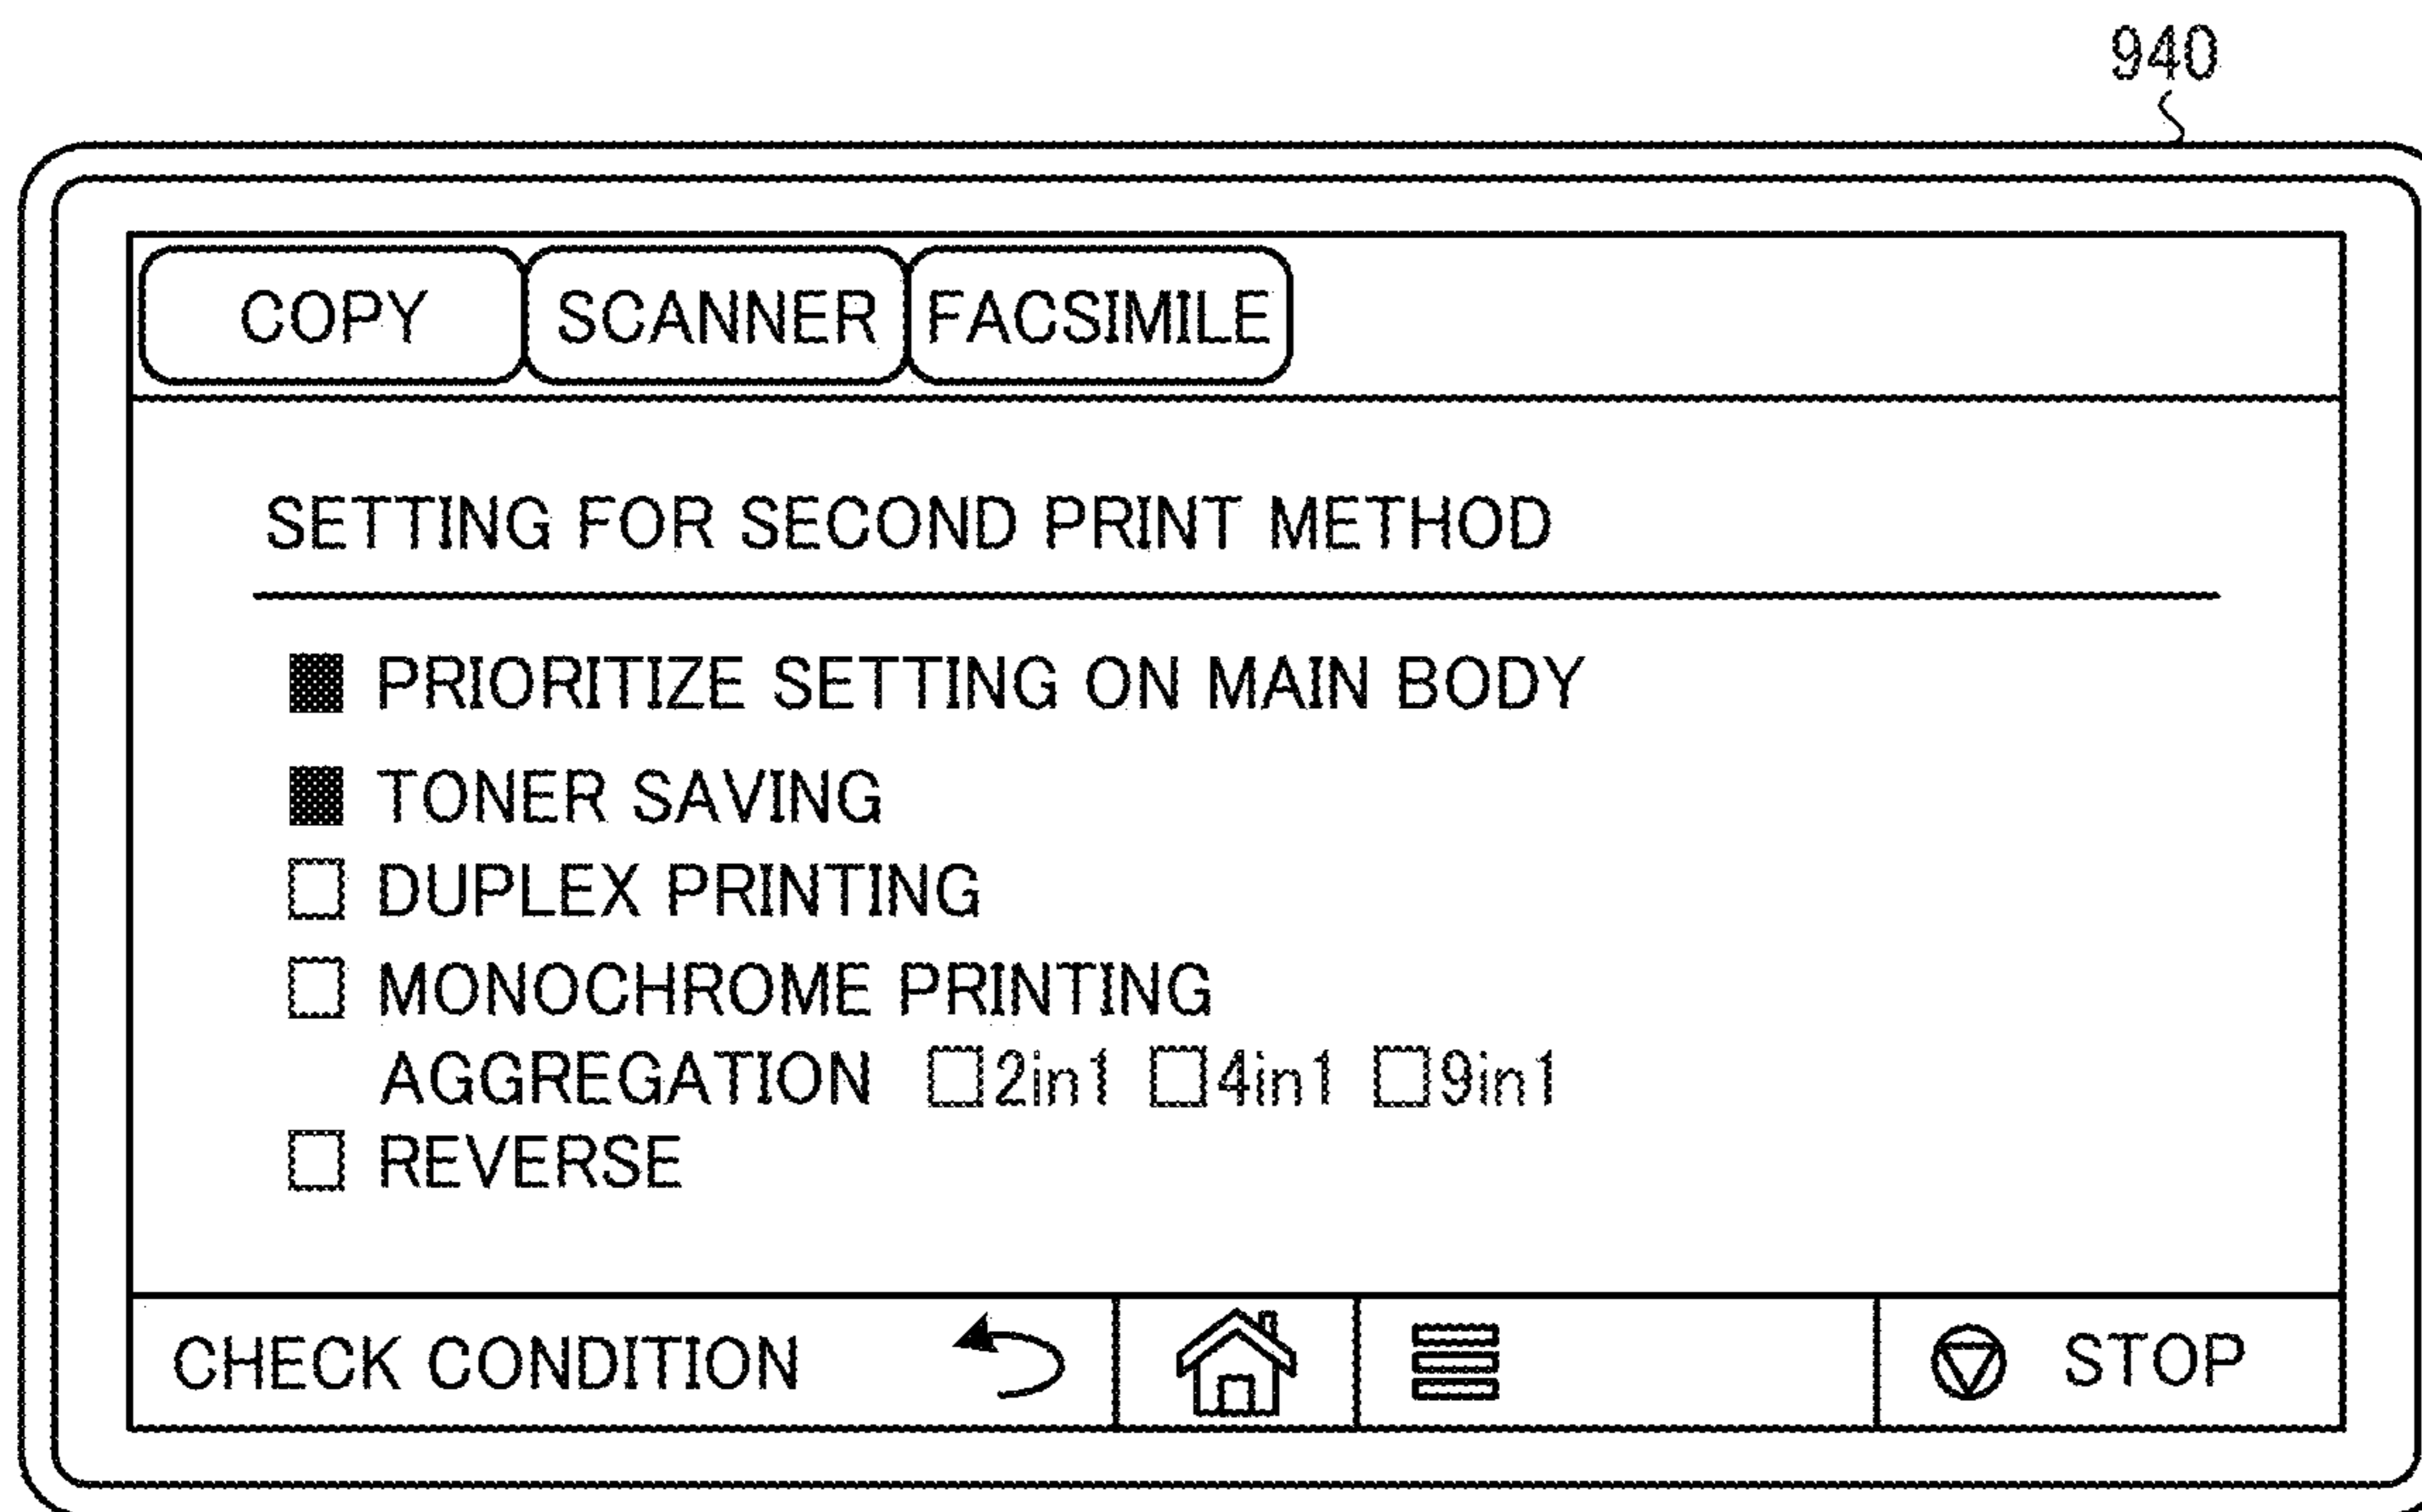 940
COPY SCANNER FACSIMILE
SETTING FOR SECOND PRINT METHOD
PRIORITIZE SETTING ON MAIN BODY
TONER SAVING
DUPLEX PRINTING
MONOCHROME PRINTING
AGGREGATION 2in1 4in1 9in1
REVERSE
CHECK CONDITION STOP